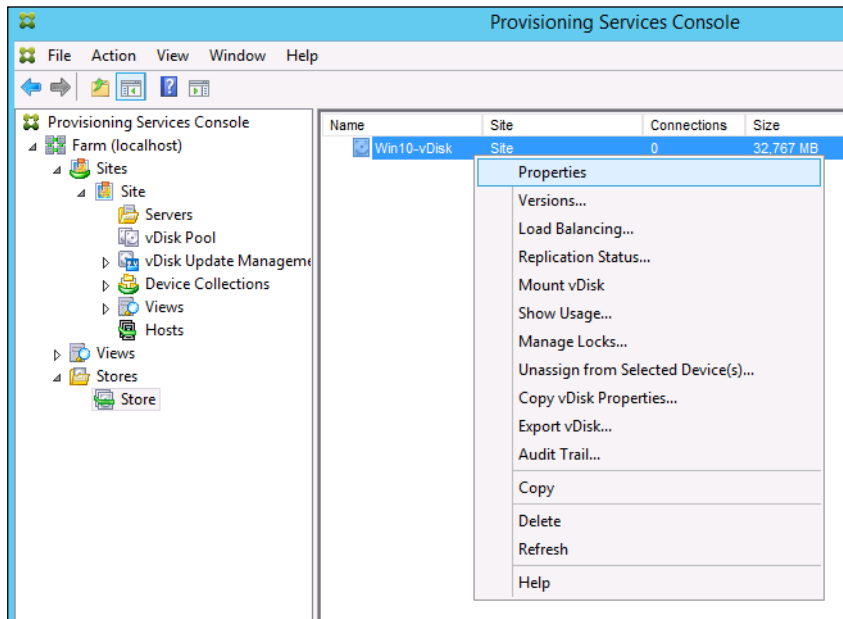 Provisioning Services Console
File Action View Window Help
Provisioning Services Console
Farm (localhost)
Sites
Site
Servers
vDisk Pool
vDisk Update Manageme
Device Collections
Views
Hosts
Views
Stores
Store
Name Site Connections Size
Win10-vDisk Site 0 32,767 MB
Properties
Versions...
Load Balancing...
Replication Status...
Mount vDisk
Show Usage...
Manage Locks...
Unassign from Selected Device(s)...
Copy vDisk Properties...
Export vDisk...
Audit Trail...
Copy
Delete
Refresh
Help